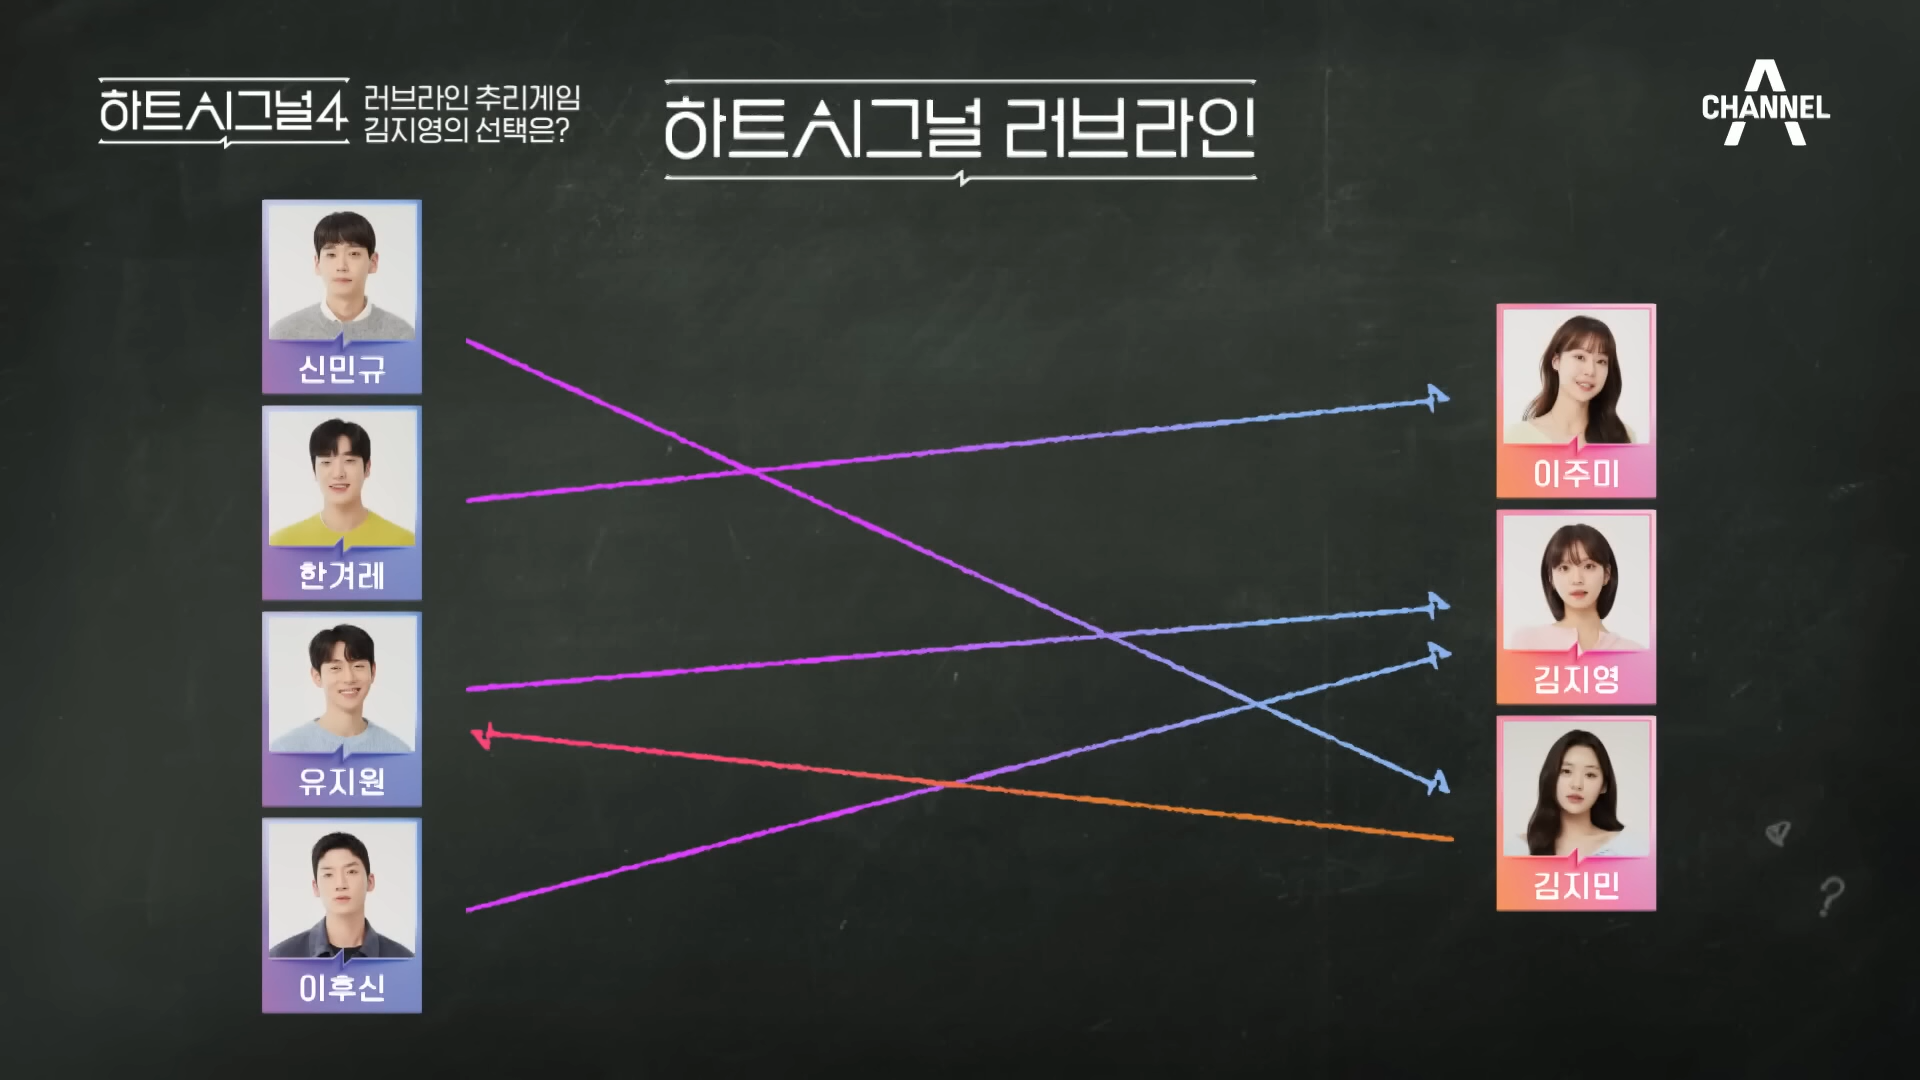 하트시그널4
러브라인 추리게임
김지영의 선택은?
하트시그널 러브라인
CHANNEL A
신민규
한겨레
유지원
이후신
이주미
김지영
김지민
?